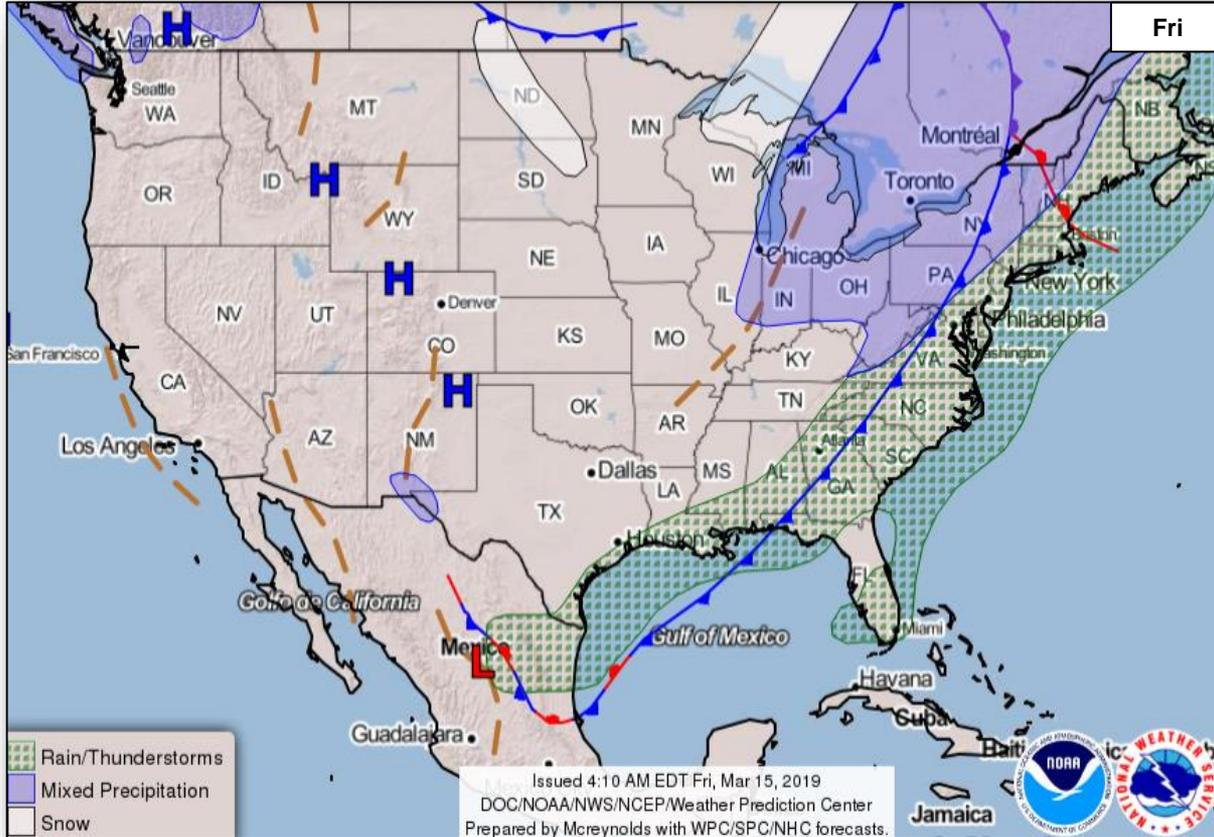 Fri
H
Vancouver
Seattle
WA
MT
ND
MN
Montréal
NB
NS
OR
ID
H
SD
WI
MI
Toronto
WY
NY
NH
Boston
NE
IA
Chicago
NV
UT
H
Denver
IL
IN
OH
PA
New York
San Francisco
CO
KS
MO
KY
VA
Philadelphia
Washington
CA
H
OK
TN
NC
Los Angeles
AZ
NM
AR
Atlanta
SC
Dallas
MS
AL
GA
TX
LA
Houston
FL
Golfo de California
Mexico
L
Gulf of Mexico
Miami
Havana
Guadalajara
Cuba
Rain/Thunderstorms
Mixed Precipitation
Snow
Issued 4:10 AM EDT Fri, Mar 15, 2019
DOC/NOAA/NWS/NCEP/Weather Prediction Center
Prepared by Mcreynolds with WPC/SPC/NHC forecasts.
Jamaica
NOAA
NATIONAL WEATHER SERVICE